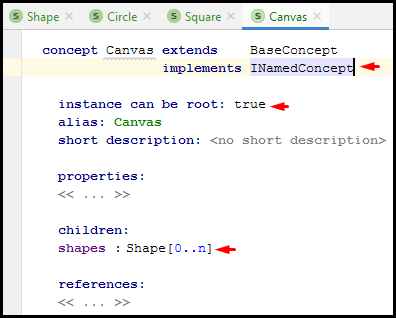 Shape Circle Square Canvas
concept Canvas extends BaseConcept
implements INamedConcept
instance can be root: true
alias: Canvas
short description: <no short description>
properties:
<< ... >>
children:
shapes : Shape[0..n]
references:
<< ... >>